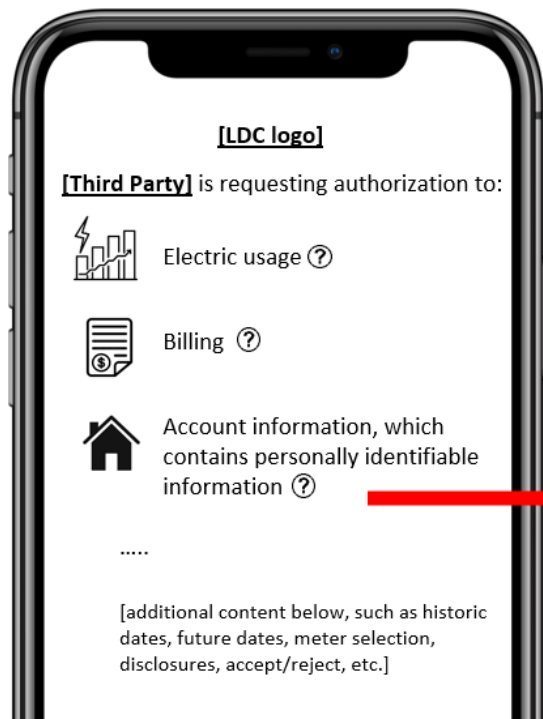 [LDC logo]
[Third Party] is requesting authorization to:
Electric usage ?
Billing ?
$
Account information, which
contains personally identifiable
information ?
.....
[additional content below, such as historic
dates, future dates, meter selection,
disclosures, accept/reject, etc.]